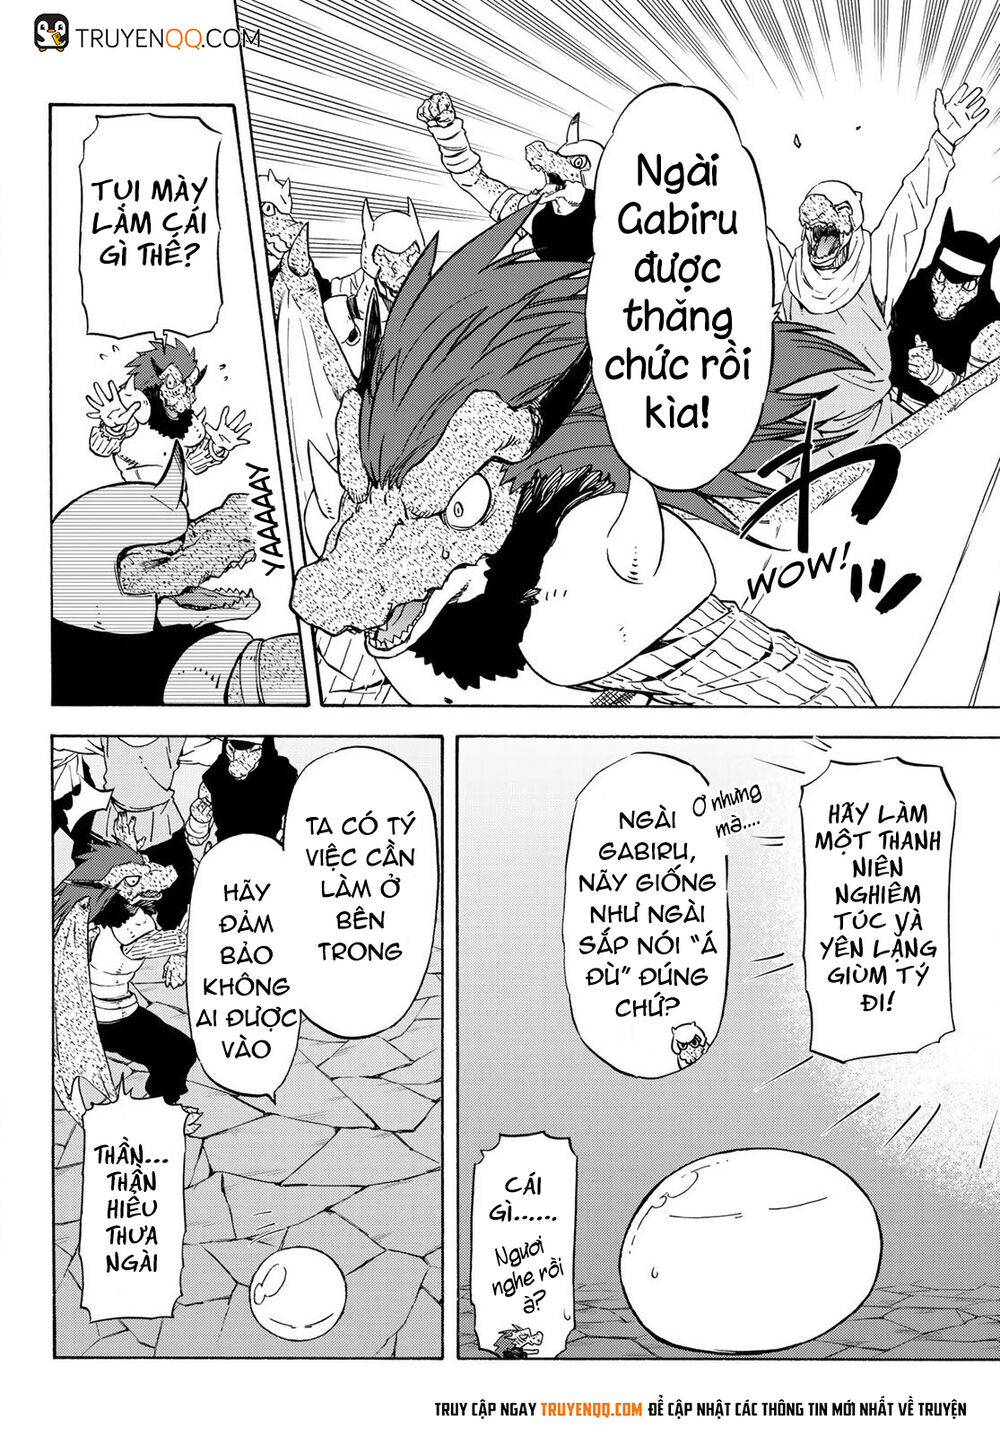 TRUYENQQ.COM
Ngài
Gabiru
được
thăng
chức rồi
kìa!
WOW!
TỤI MÀY
LÀM CÁI
GÌ THẾ?
YAAAAAY
HÃY LÀM
MỘT THANH
NIÊN
NGHIÊM
TÚC VÀ
YÊN LẶNG
GIÙM TÝ
ĐI!
Ơ nhưng
mà....
NGÀI
GABIRU,
NÃY GIỐNG
NHƯ NGÀI
SẮP NÓI “Á
ĐÙ” ĐÚNG
CHỨ?
CÁI
GÌ......
Ngươi
nghe rồi
à?
TA CÓ TÝ
VIỆC CẦN
LÀM Ở
BÊN
TRONG
HÃY
ĐẢM
BẢO
KHÔNG
AI ĐƯỢC
VÀO
THẦN...
THẦN
HIỂU
THƯA
NGÀI
TRUY CẬP NGAY TRUYENQQ.COM ĐỂ CẬP NHẬT CÁC THÔNG TIN MỚI NHẤT VỀ TRUYỆN